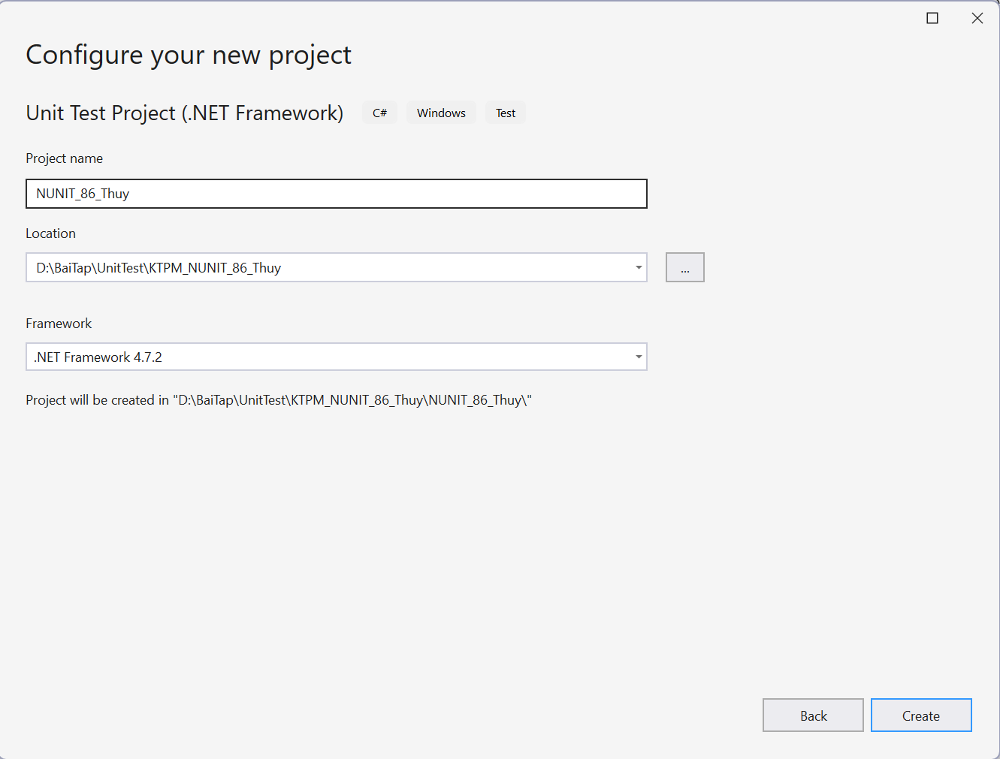 Configure your new project
Unit Test Project (.NET Framework) C# Windows Test
Project name
NUNIT_86_Thuy
Location
D:\BaiTap\UnitTest\KTPM_NUNIT_86_Thuy ...
Framework
.NET Framework 4.7.2
Project will be created in "D:\BaiTap\UnitTest\KTPM_NUNIT_86_Thuy\NUNIT_86_Thuy\"
Back Create